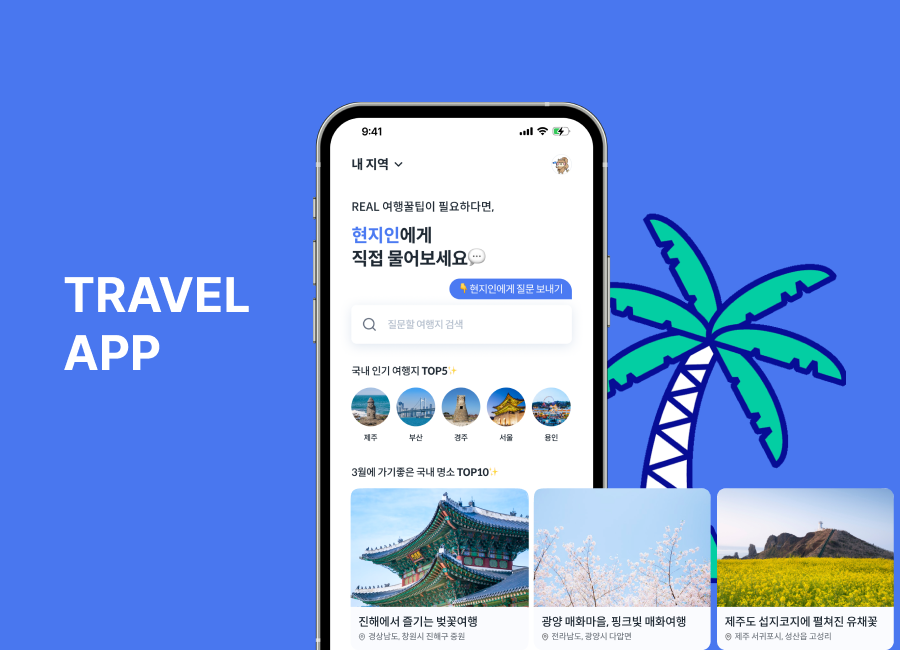 TRAVEL
APP
9:41
내 지역
REAL 여행꿀팁이 필요하다면,
현지인에게
직접 물어보세요
현지인에게 질문 보내기
질문할 여행지 검색
국내 인기 여행지 TOP5
제주
부산
경주
서울
용인
3월에 가기좋은 국내 명소 TOP10
진해에서 즐기는 벚꽃여행
경상남도, 창원시 진해구 중원
광양 매화마을, 핑크빛 매화여행
전라남도, 광양시 다압면
제주도 섭지코지에 펼쳐진 유채꽃
제주 서귀포시, 성산읍 고성리